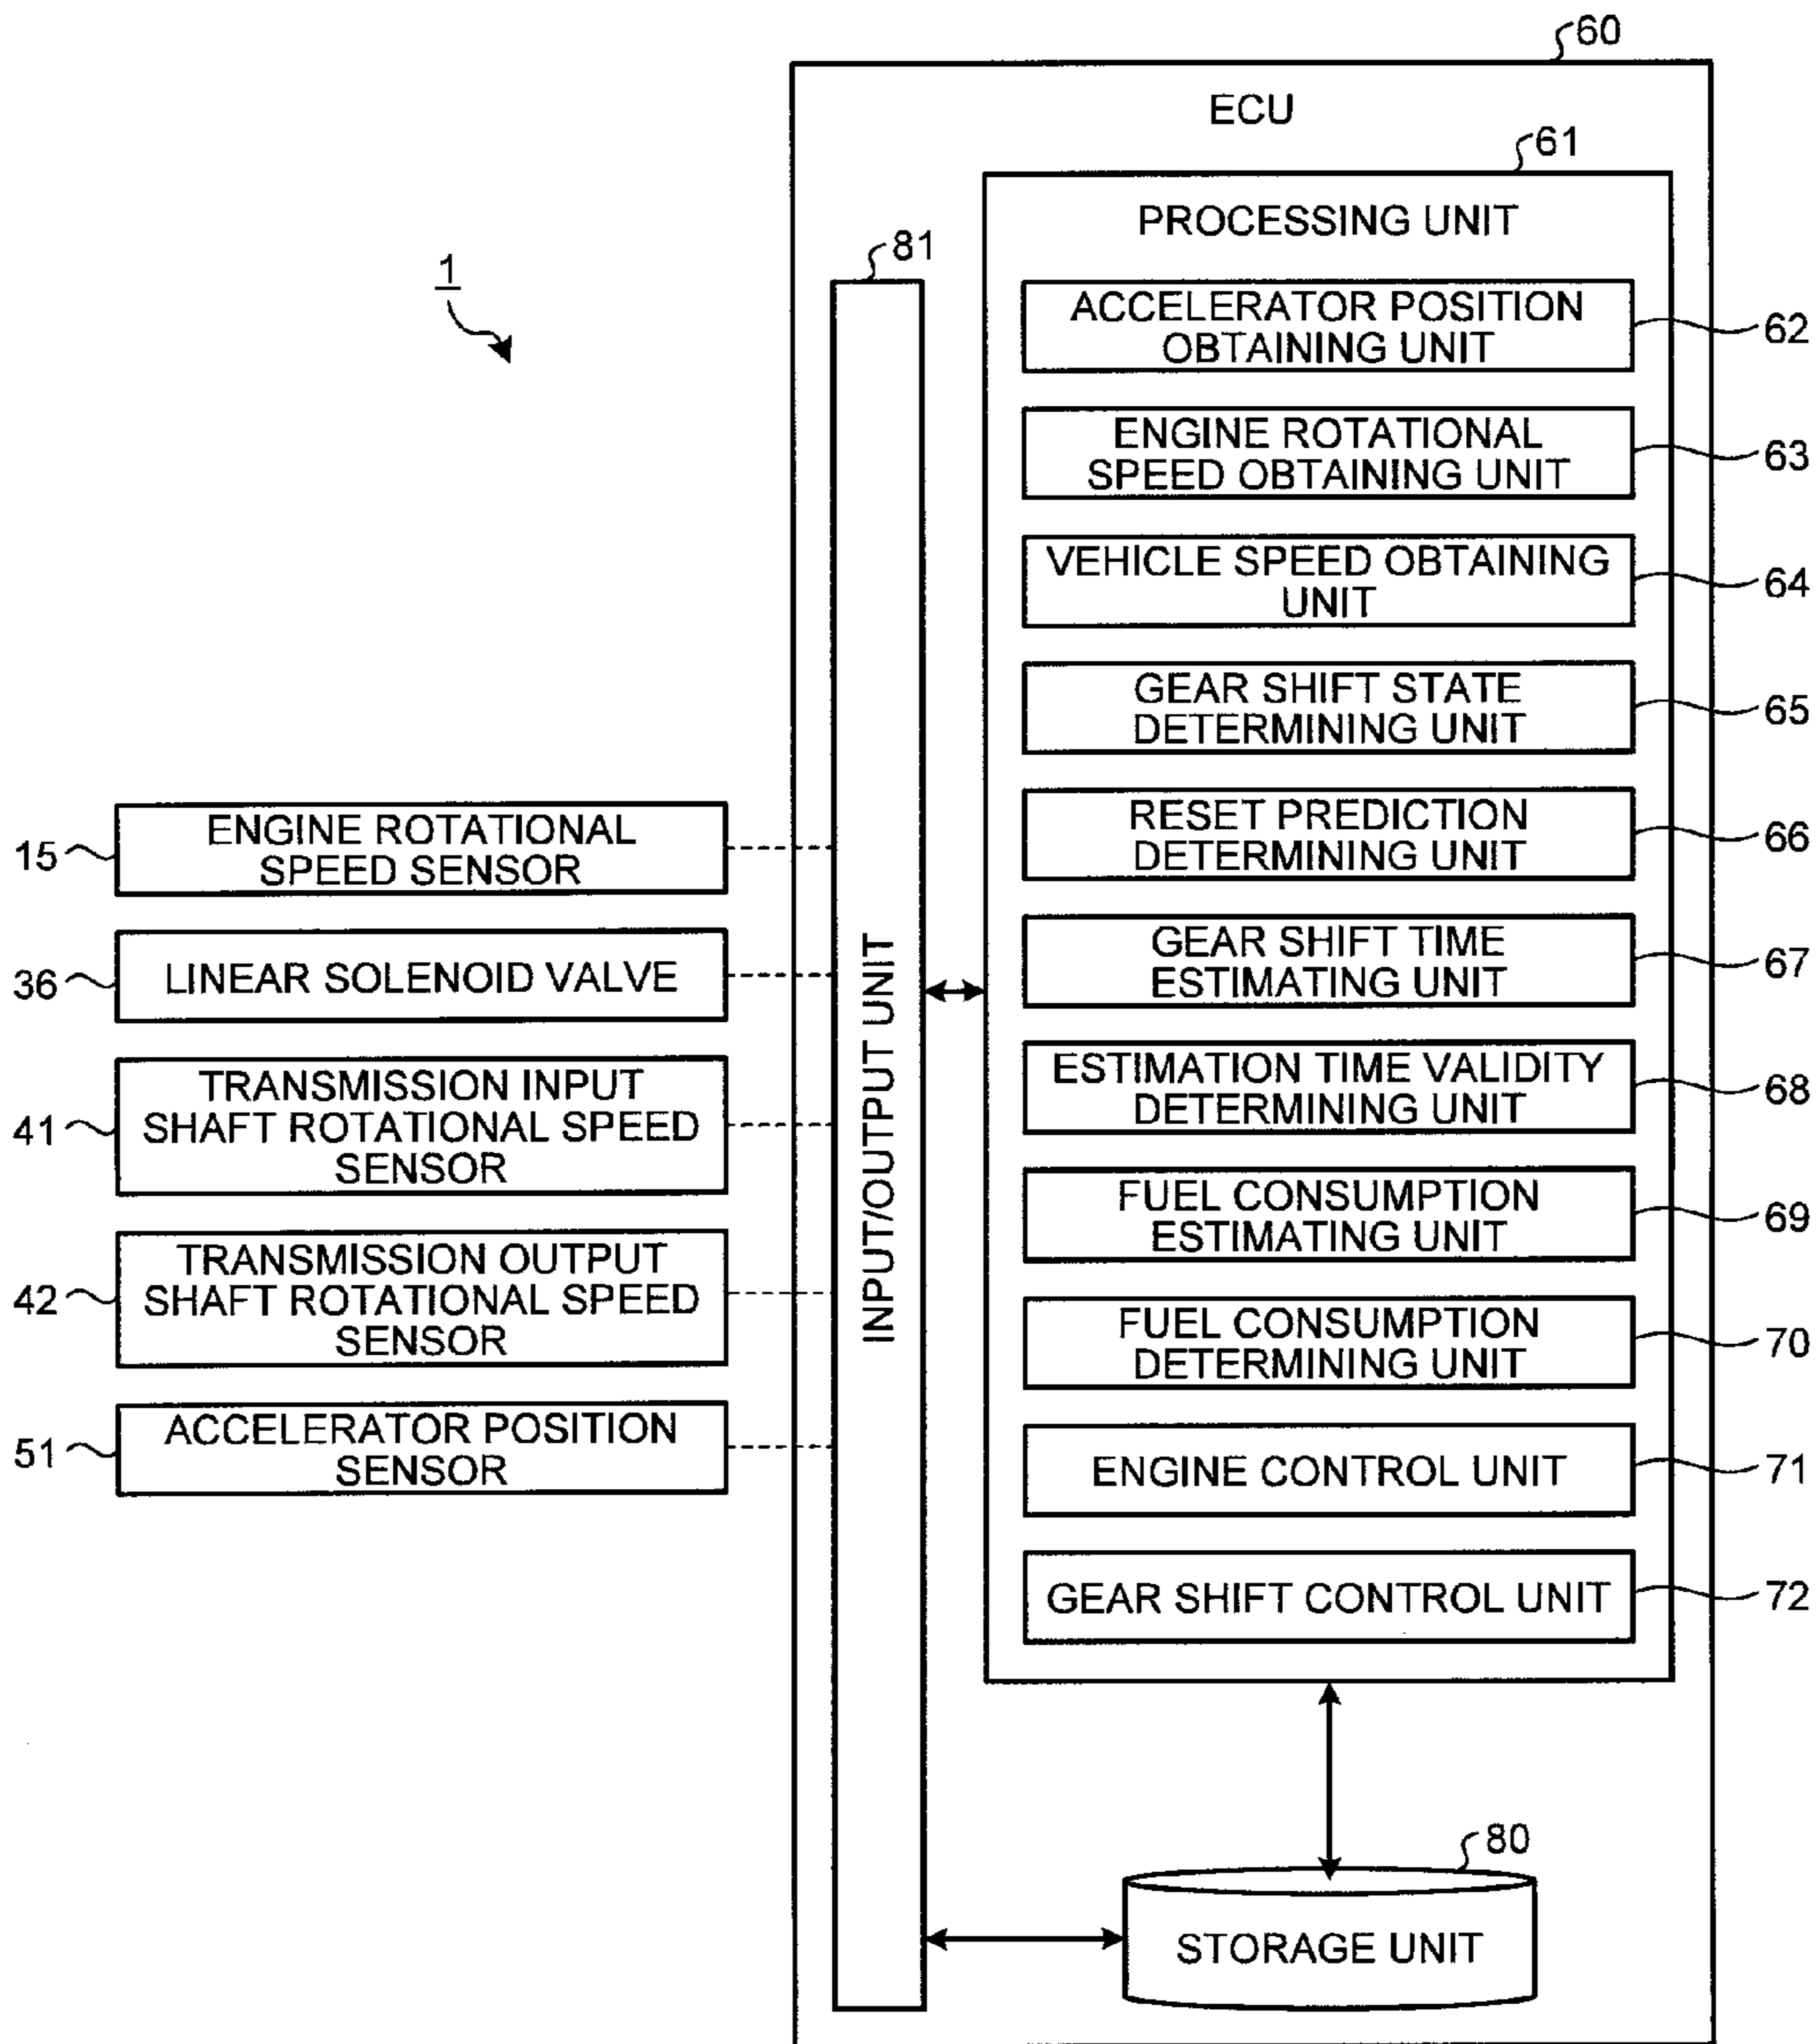 60
ECU
61
PROCESSING UNIT
81
1
ACCELERATOR POSITION
OBTAINING UNIT
62
ENGINE ROTATIONAL
SPEED OBTAINING UNIT
63
VEHICLE SPEED OBTAINING
UNIT
64
GEAR SHIFT STATE
DETERMINING UNIT
65
RESET PREDICTION
DETERMINING UNIT
66
GEAR SHIFT TIME
ESTIMATING UNIT
67
ESTIMATION TIME VALIDITY
DETERMINING UNIT
68
FUEL CONSUMPTION
ESTIMATING UNIT
69
FUEL CONSUMPTION
DETERMINING UNIT
70
ENGINE CONTROL UNIT
71
GEAR SHIFT CONTROL UNIT
72
INPUT/OUTPUT UNIT
15
ENGINE ROTATIONAL
SPEED SENSOR
36
LINEAR SOLENOID VALVE
41
TRANSMISSION INPUT
SHAFT ROTATIONAL SPEED
SENSOR
42
TRANSMISSION OUTPUT
SHAFT ROTATIONAL SPEED
SENSOR
51
ACCELERATOR POSITION
SENSOR
80
STORAGE UNIT